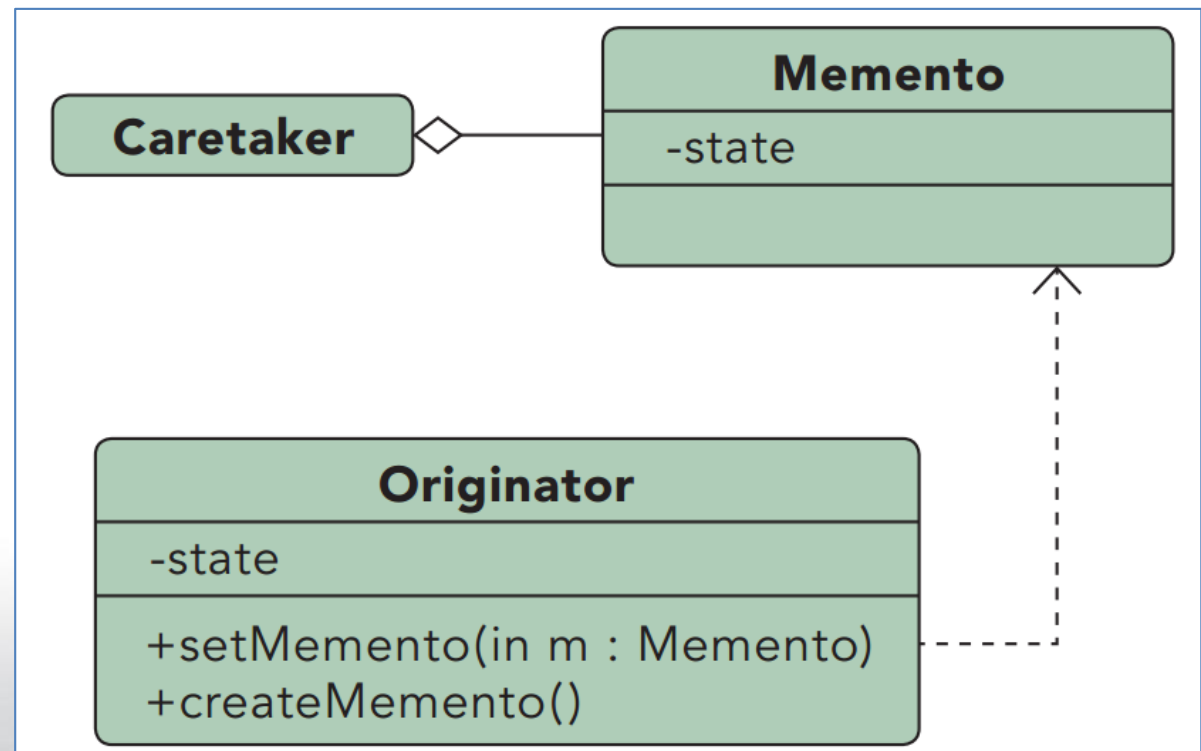 Memento
-state
Caretaker
Originator
-state
+setMemento(in m : Memento)
+createMemento()